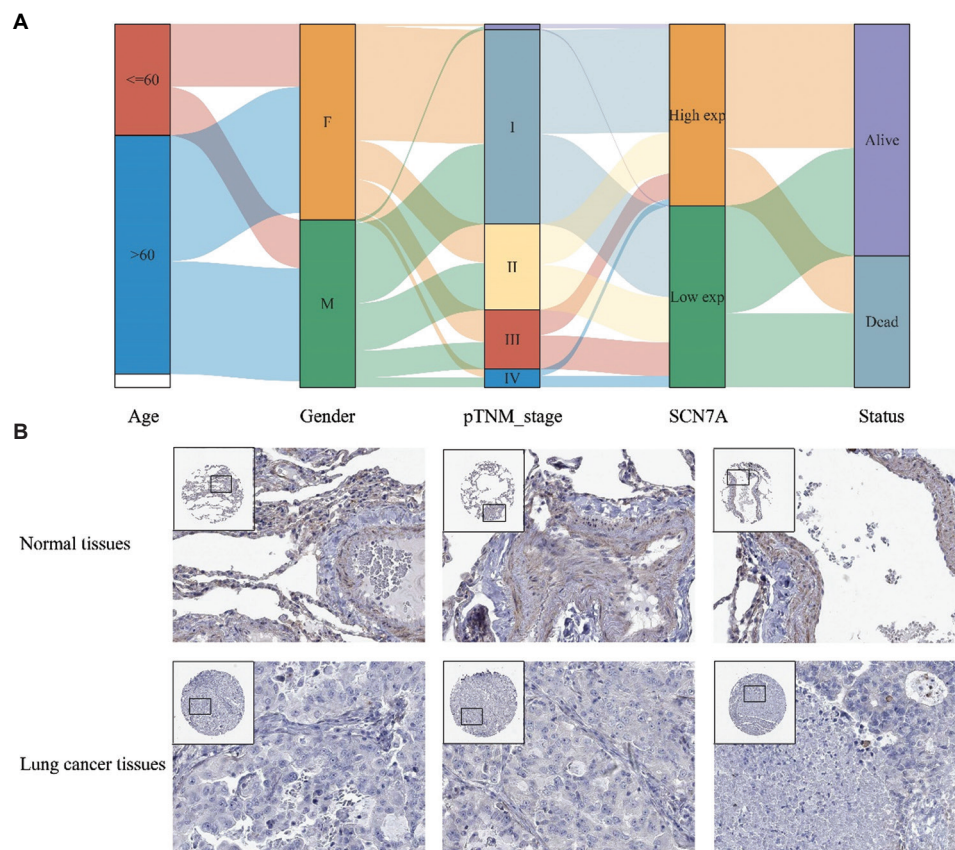 A
<=60
>60
F
M
I
II
III
IV
High exp
Low exp
Alive
Dead
Age Gender pTNM_stage SCN7A Status
B
Normal tissues
Lung cancer tissues